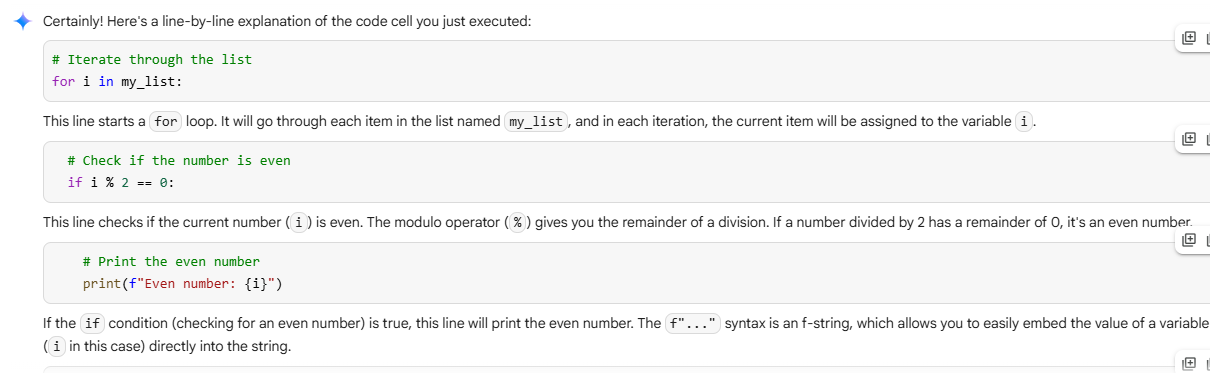 Certainly! Here's a line-by-line explanation of the code cell you just executed:
# Iterate through the list
for i in my_list:
This line starts a for loop. It will go through each item in the list named my_list, and in each iteration, the current item will be assigned to the variable i.
# Check if the number is even
if i % 2 == 0:
This line checks if the current number (i) is even. The modulo operator (%) gives you the remainder of a division. If a number divided by 2 has a remainder of 0, it's an even number.
# Print the even number
print(f"Even number: {i}")
If the if condition (checking for an even number) is true, this line will print the even number. The f"..." syntax is an f-string, which allows you to easily embed the value of a variable
(i in this case) directly into the string.